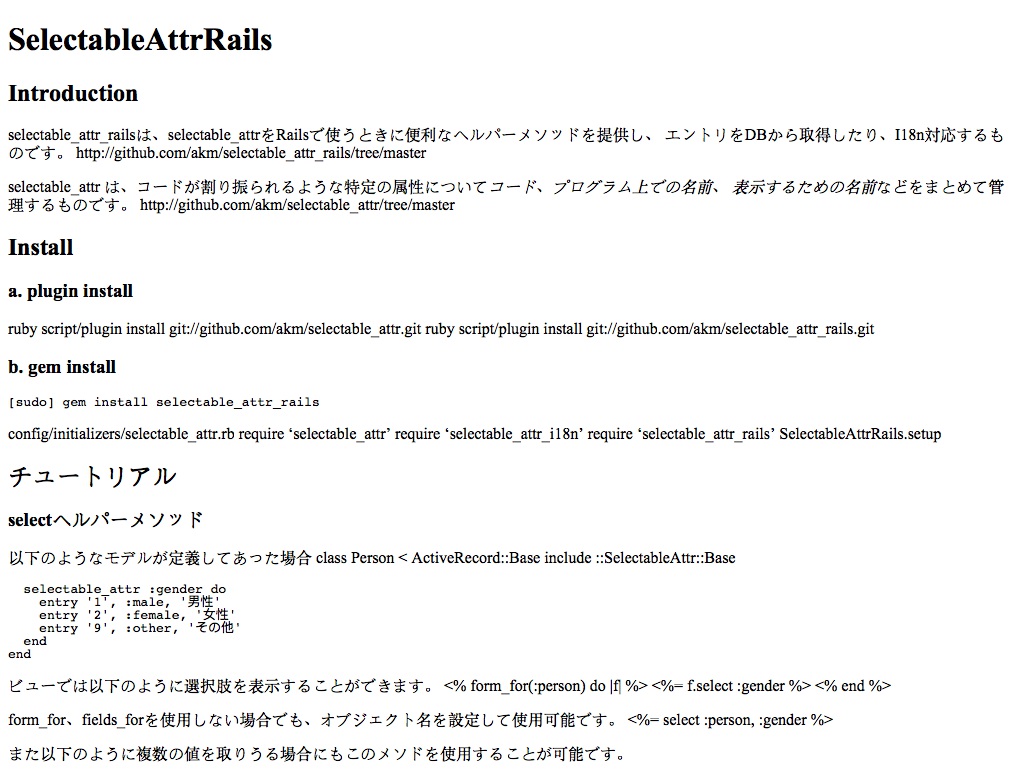 SelectableAttrRails
Introduction
selectable_attr_railsは、selectable_attrをRailsで使うときに便利なヘルパーメソッドを提供し、 エントリをDBから取得したり、I18n対応するも
のです。 http://github.com/akm/selectable_attr_rails/tree/master
selectable_attr は、コードが割り振られるような特定の属性についてコード、プログラム上での名前、 表示するための名前などをまとめて管
理するものです。 http://github.com/akm/selectable_attr/tree/master
Install
a. plugin install
ruby script/plugin install git://github.com/akm/selectable_attr.git ruby script/plugin install git://github.com/akm/selectable_attr_rails.git
b. gem install
[sudo] gem install selectable_attr_rails
config/initializers/selectable_attr.rb require ‘selectable_attr’ require ‘selectable_attr_i18n’ require ‘selectable_attr_rails’ SelectableAttrRails.setup
チュートリアル
selectヘルパーメソッド
以下のようなモデルが定義してあった場合 class Person < ActiveRecord::Base include ::SelectableAttr::Base
  selectable_attr :gender do
    entry '1', :male, '男性'
    entry '2', :female, '女性'
    entry '9', :other, 'その他'
  end
end
ビューでは以下のように選択肢を表示することができます。 <% form_for(:person) do |f| %> <%= f.select :gender %> <% end %>
form_for、fields_forを使用しない場合でも、オブジェクト名を設定して使用可能です。 <%= select :person, :gender %>
また以下のように複数の値を取りうる場合にもこのメソドを使用することが可能です。